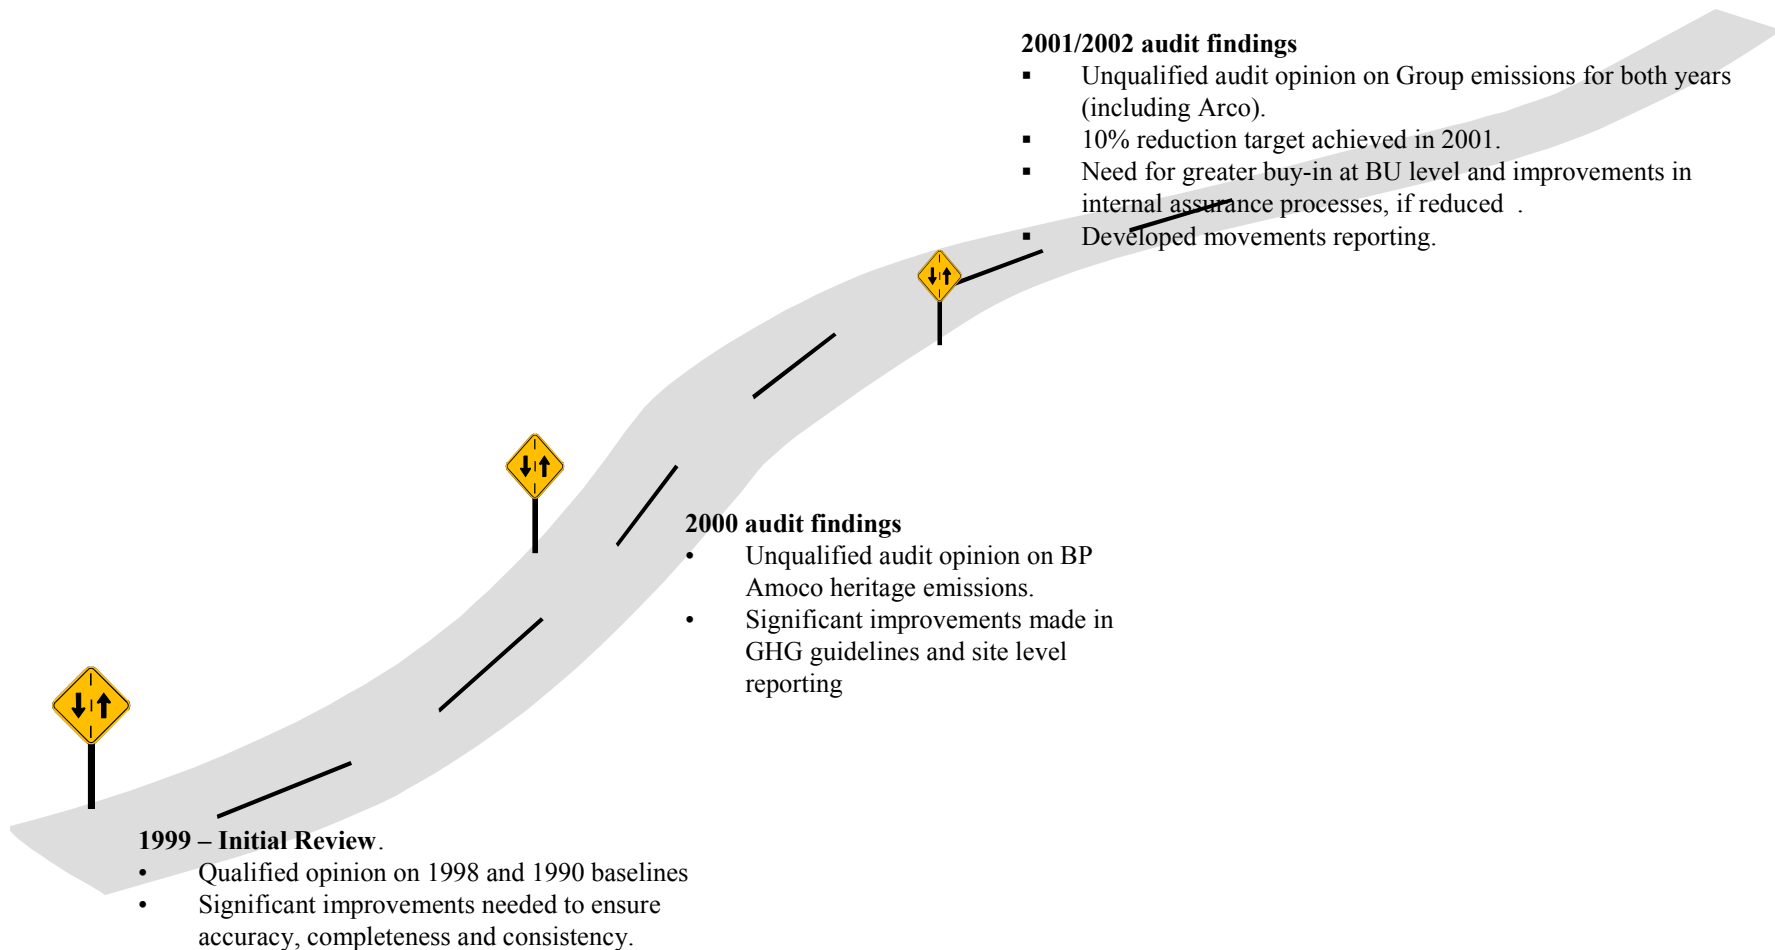 2001/2002 audit findings
▪ Unqualified audit opinion on Group emissions for both years
(including Arco).
▪ 10% reduction target achieved in 2001.
▪ Need for greater buy-in at BU level and improvements in
internal assurance processes, if reduced .
▪ Developed movements reporting.
2000 audit findings
• Unqualified audit opinion on BP
Amoco heritage emissions.
• Significant improvements made in
GHG guidelines and site level
reporting
1999 – Initial Review.
• Qualified opinion on 1998 and 1990 baselines
• Significant improvements needed to ensure
accuracy, completeness and consistency.